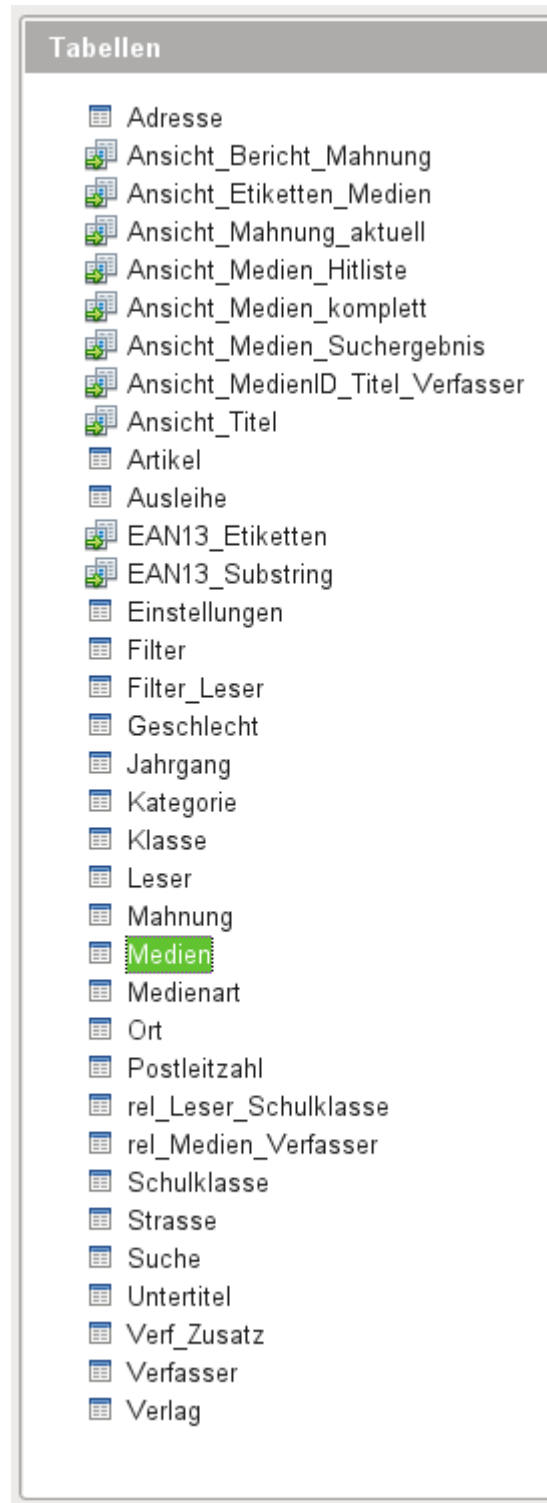 Tabellen
Adresse
Ansicht_Bericht_Mahnung
Ansicht_Etiketten_Medien
Ansicht_Mahnung_aktuell
Ansicht_Medien_Hitliste
Ansicht_Medien_komplett
Ansicht_Medien_Suchergebnis
Ansicht_MedienID_Titel_Verfasser
Ansicht_Titel
Artikel
Ausleihe
EAN13_Etiketten
EAN13_Substring
Einstellungen
Filter
Filter_Leser
Geschlecht
Jahrgang
Kategorie
Klasse
Leser
Mahnung
Medien
Medienart
Ort
Postleitzahl
rel_Leser_Schulklasse
rel_Medien_Verfasser
Schulklasse
Strasse
Suche
Untertitel
Verf_Zusatz
Verfasser
Verlag